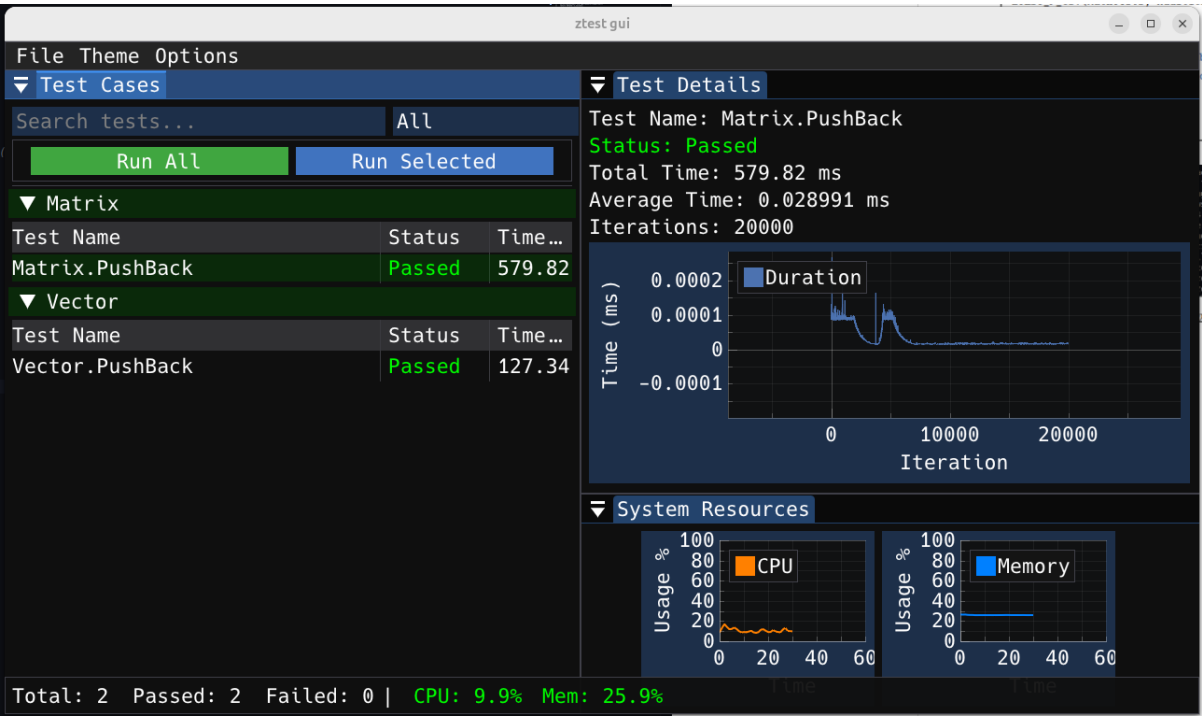 ztest gui
File Theme Options
Test Cases
Search tests... All
Run All Run Selected
Matrix
Test Name Status Time…
Matrix.PushBack Passed 579.82
Vector
Test Name Status Time…
Vector.PushBack Passed 127.34
Test Details
Test Name: Matrix.PushBack
Status: Passed
Total Time: 579.82 ms
Average Time: 0.028991 ms
Iterations: 20000
Duration
Time (ms)
0.0002
0.0001
0
-0.0001
0 10000 20000
Iteration
System Resources
CPU
Usage %
100
80
60
40
20
0
0 20 40 60
Time
Memory
Usage %
100
80
60
40
20
0
0 20 40 60
Time
Total: 2 Passed: 2 Failed: 0 | CPU: 9.9% Mem: 25.9%